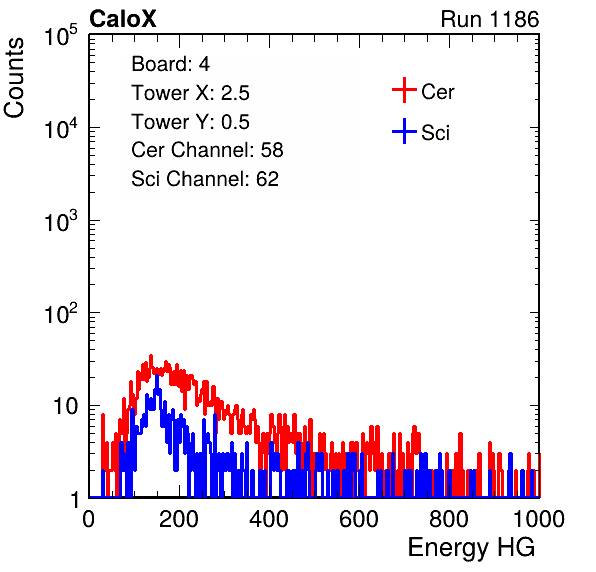 CaloX Run 1186
Counts
10^5
10^4
10^3
10^2
10
1
Board: 4
Tower X: 2.5
Tower Y: 0.5
Cer Channel: 58
Sci Channel: 62
Cer
Sci
0 200 400 600 800 1000
Energy HG